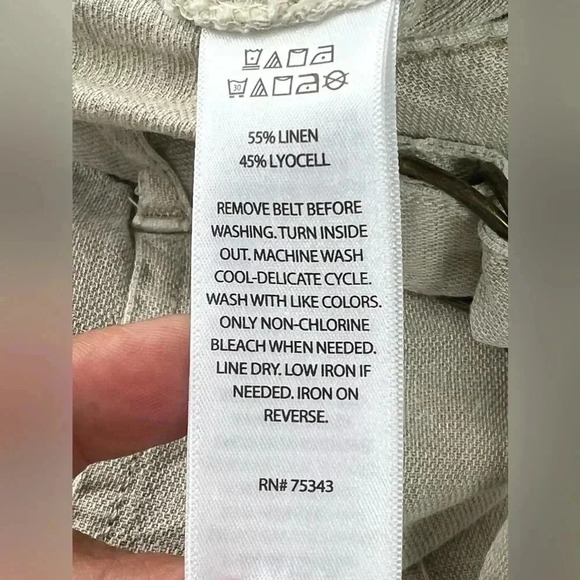 30
55% LINEN
45% LYOCELL
REMOVE BELT BEFORE
WASHING. TURN INSIDE
OUT. MACHINE WASH
COOL-DELICATE CYCLE.
WASH WITH LIKE COLORS.
ONLY NON-CHLORINE
BLEACH WHEN NEEDED.
LINE DRY. LOW IRON IF
NEEDED. IRON ON
REVERSE.
RN# 75343